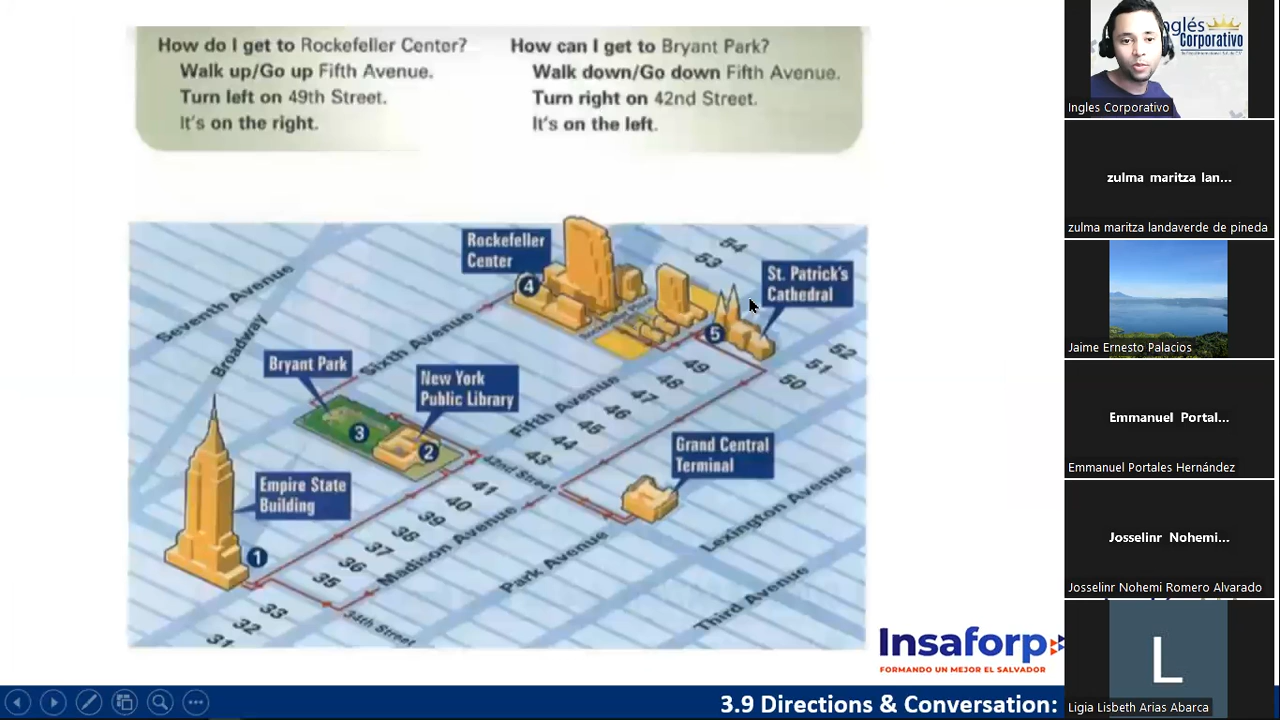 How do I get to Rockefeller Center?
Walk up/Go up Fifth Avenue.
Turn left on 49th Street.
It's on the right.
How can I get to Bryant Park?
Walk down/Go down Fifth Avenue.
Turn right on 42nd Street.
It's on the left.
Rockefeller
Center
4
54
53
St. Patrick's
Cathedral
5
Seventh Avenue
Broadway
Sixth Avenue
Bryant Park
3
New York
Public Library
2
Fifth Avenue
52
51
50
49
48
47
46
45
44
43
42nd Street
41
40
39
38
37
36
35
34th Street
33
32
31
Grand Central
Terminal
Empire State
Building
1
Madison Avenue
Park Avenue
Lexington Avenue
Third Avenue
Insaforp
FORMANDO UN MEJOR EL SALVADOR
3.9 Directions & Conversation:
Inglés
Corporativo
Ingles Corporativo
zulma maritza lan...
zulma maritza landaverde de pineda
Jaime Ernesto Palacios
Emmanuel Portal...
Emmanuel Portales Hernández
Josselinr Nohemi...
Josselinr Nohemi Romero Alvarado
L
Ligia Lisbeth Arias Abarca